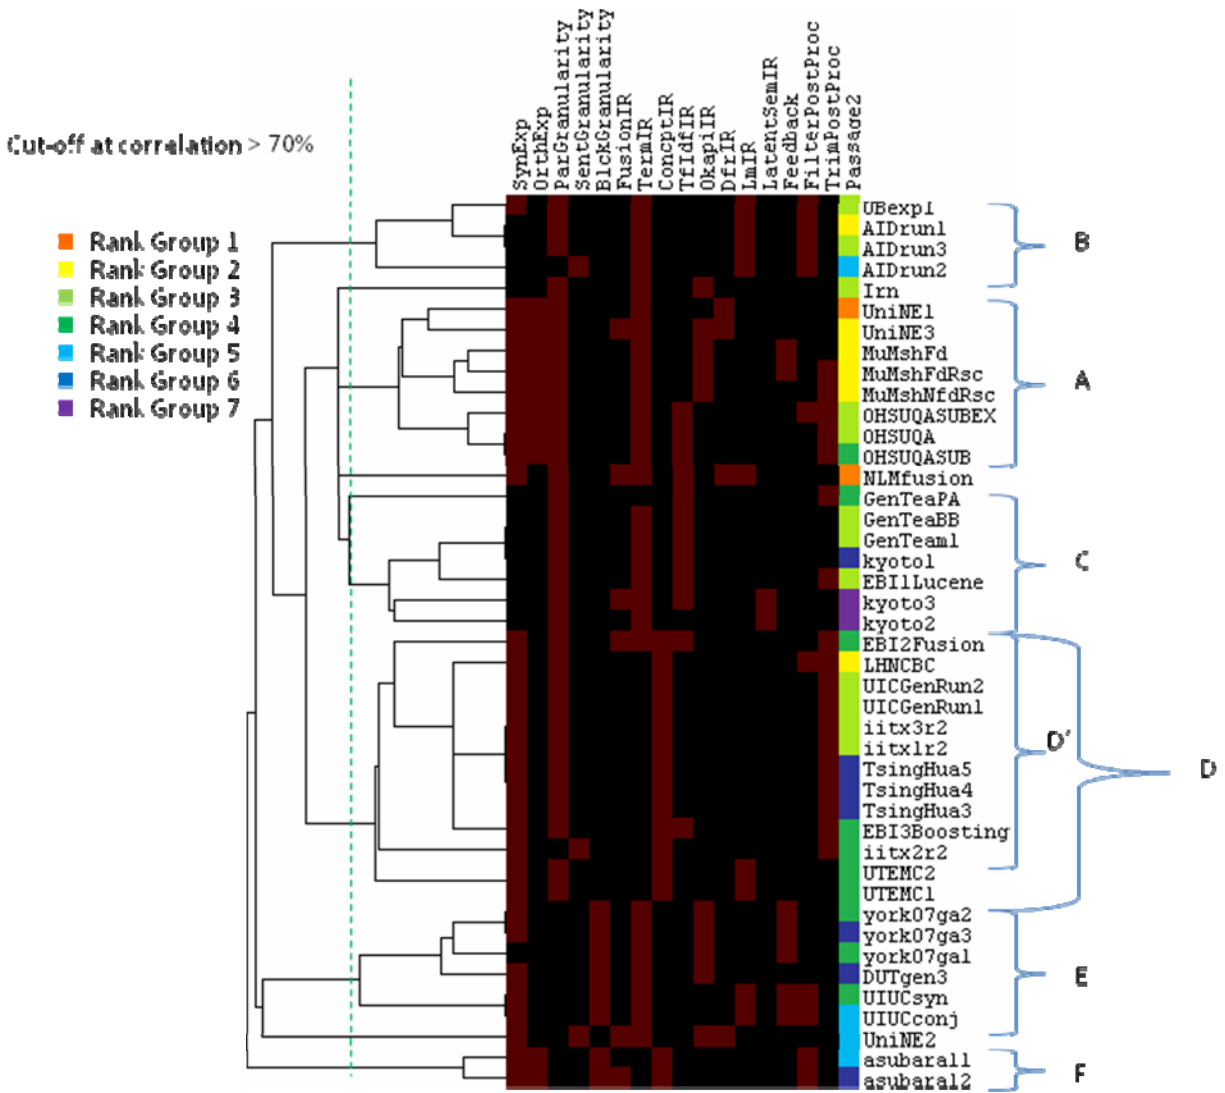 SynExp
OrthExp
ParGranularity
SentGranularity
BlckGranularity
FusionIR
TermIR
ConcptIR
TfIdfIR
OkapiIR
DfrIR
LmIR
LatentSemIR
Feedback
FilterPostProc
TrimPostProc
Passage2
Cut-off at correlation > 70%
Rank Group 1
Rank Group 2
Rank Group 3
Rank Group 4
Rank Group 5
Rank Group 6
Rank Group 7
UBexp1
AIDrun1
AIDrun3
AIDrun2
Irn
UniNE1
UniNE3
MuMshFd
MuMshFdRsc
MuMshNfdRsc
OHSUQASUBEX
OHSUQA
OHSUQASUB
NLMfusion
GenTeaPA
GenTeaBB
GenTeam1
kyoto1
EBI1Lucene
kyoto3
kyoto2
EBI2Fusion
LHNCBC
UICGenRun2
UICGenRun1
iitx3r2
iitx1r2
TsingHua5
TsingHua4
TsingHua3
EBI3Boosting
iitx2r2
UTEMC2
UTEMC1
york07ga2
york07ga3
york07ga1
DUTgen3
UIUCsyn
UIUCconj
UniNE2
asubaral1
asubaral2
B
A
C
D'
D
E
F